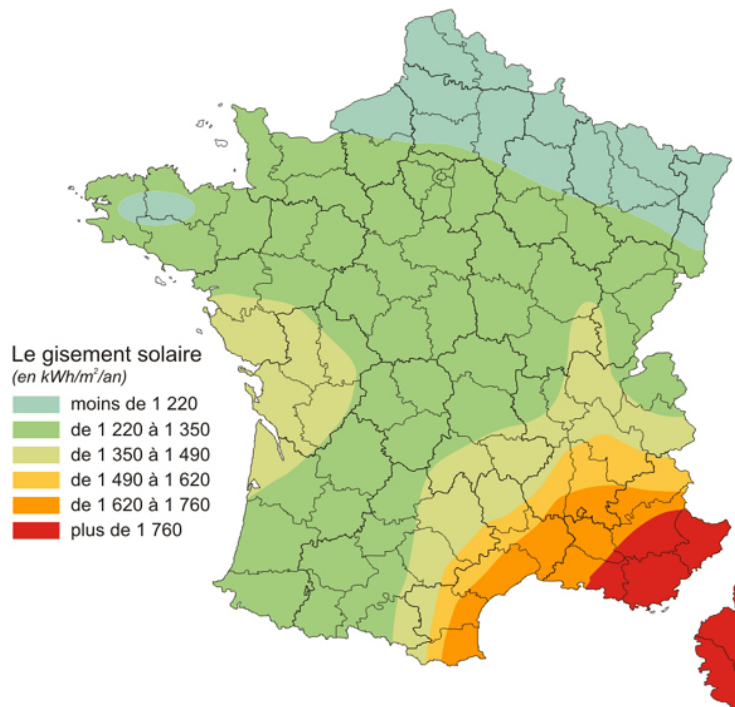 Le gisement solaire
(en kWh/m²/an)
moins de 1 220
de 1 220 à 1 350
de 1 350 à 1 490
de 1 490 à 1 620
de 1 620 à 1 760
plus de 1 760